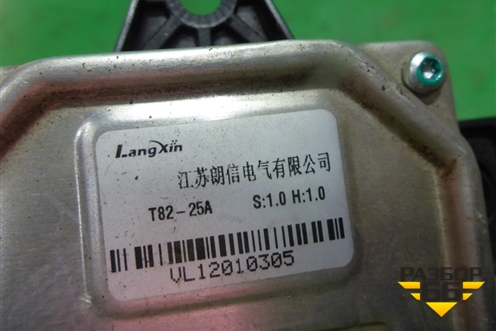 LangXin
江苏朗信电气有限公司
T82-25A S:1.0 H:1.0
VL12010305
РАЗБОР
66